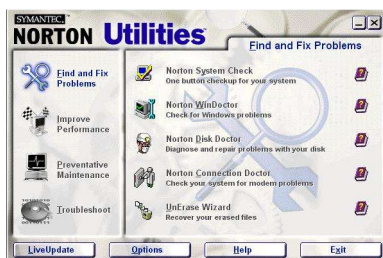 SYMANTEC.
NORTON Utilities
Find and Fix Problems
Find and Fix
Problems
Improve
Performance
Preventative
Maintenance
Troubleshoot
Norton System Check
One button checkup for your system
Norton WinDoctor
Check for Windows problems
Norton Disk Doctor
Diagnose and repair problems with your disk
Norton Connection Doctor
Check your system for modem problems
UnErase Wizard
Recover your erased files
LiveUpdate
Options
Help
Exit